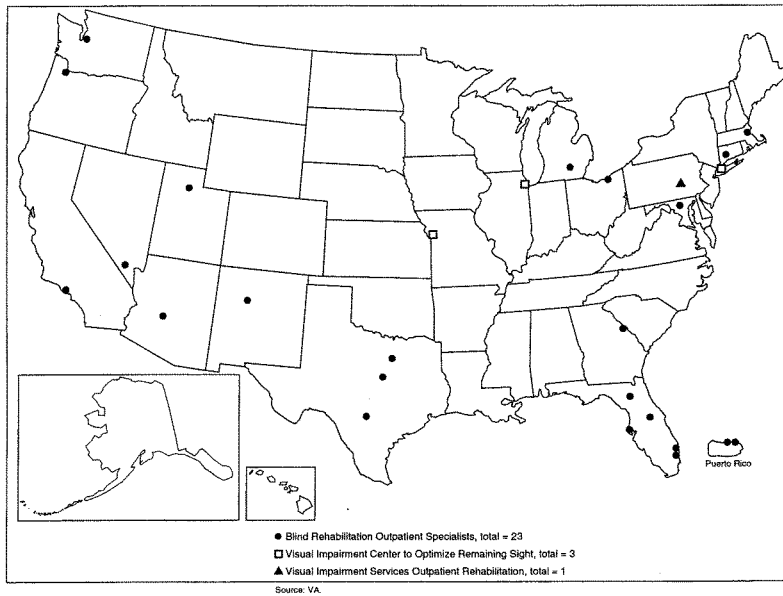 Puerto Rico
Blind Rehabilitation Outpatient Specialists, total = 23
Visual Impairment Center to Optimize Remaining Sight, total = 3
Visual Impairment Services Outpatient Rehabilitation, total = 1
Source: VA.